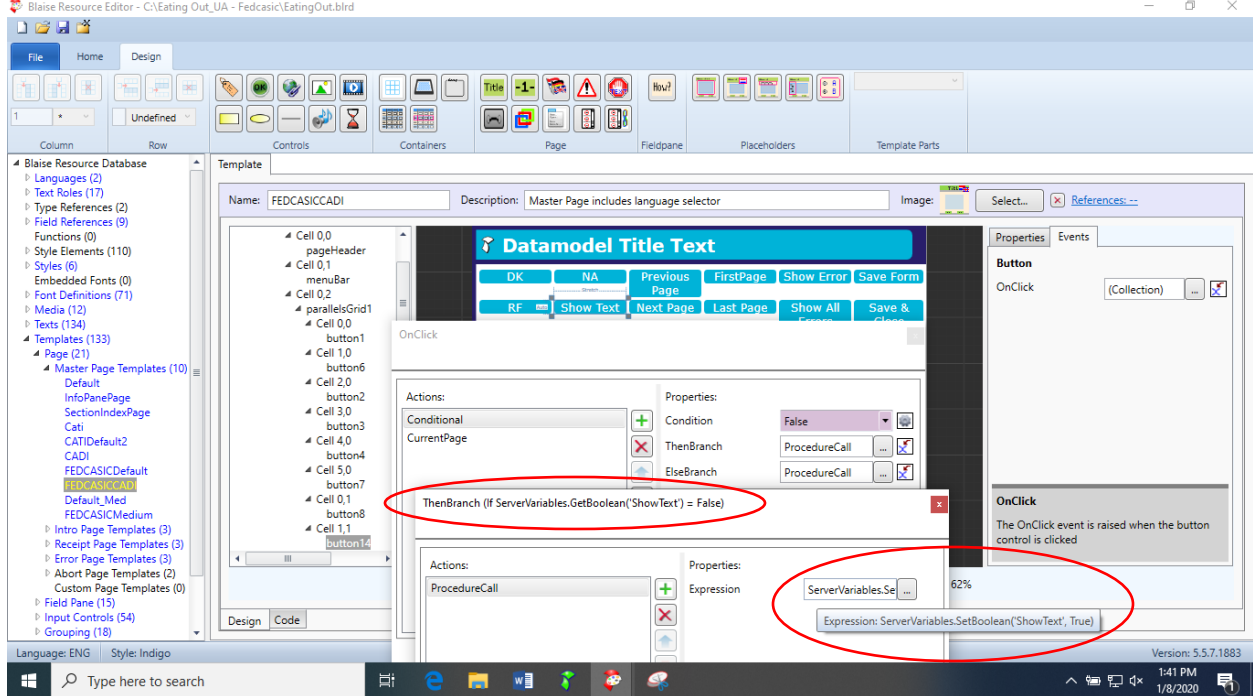 Blaise Resource Editor - C:\Eating Out_UA - Fedcasic\EatingOut.blrd
File Home Design
Title -1- How?
1 * Undefined
Column Row Controls Containers Page Fieldpane Placeholders Template Parts
Blaise Resource Database
Languages (2)
Text Roles (17)
Type References (2)
Field References (9)
Functions (0)
Style Elements (110)
Styles (6)
Embedded Fonts (0)
Font Definitions (71)
Media (12)
Texts (134)
Templates (133)
Page (21)
Master Page Templates (10)
Default
InfoPanePage
SectionIndexPage
Cati
CATIDefault2
CADI
FEDCASICDefault
FEDCASICCADI
Default_Med
FEDCASICMedium
Intro Page Templates (3)
Receipt Page Templates (3)
Error Page Templates (3)
Abort Page Templates (2)
Custom Page Templates (0)
Field Pane (15)
Input Controls (54)
Grouping (18)
Template
Name: FEDCASICCADI Description: Master Page includes language selector Image: Select... References: --
Cell 0,0
pageHeader
Cell 0,1
menuBar
Cell 0,2
parallelsGrid1
Cell 0,0
button1
Cell 1,0
button6
Cell 2,0
button2
Cell 3,0
button3
Cell 4,0
button4
Cell 5,0
button7
Cell 0,1
button8
Cell 1,1
button14
Design Code
Datamodel Title Text
DK NA Previous Page FirstPage Show Error Save Form
RF Show Text Next Page Last Page Show All Errors Save & Close
OnClick
Actions:
Conditional
CurrentPage
Properties:
Condition False
ThenBranch ProcedureCall ...
ElseBranch ProcedureCall ...
ThenBranch (If ServerVariables.GetBoolean('ShowText') = False)
Actions:
ProcedureCall
Properties:
Expression ServerVariables.Se ...
Expression: ServerVariables.SetBoolean('ShowText', True)
62%
Properties Events
Button
OnClick (Collection) ...
OnClick
The OnClick event is raised when the button
control is clicked
Language: ENG Style: Indigo Version: 5.5.7.1883
Type here to search
1:41 PM
1/8/2020